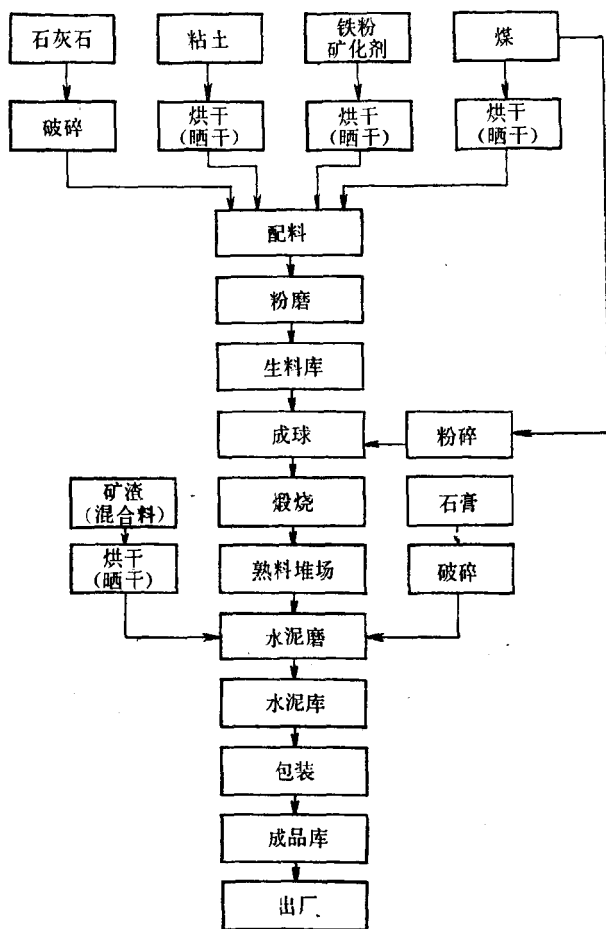 石灰石
粘土
铁粉
矿化剂
煤
破碎
烘干
(晒干)
烘干
(晒干)
烘干
(晒干)
配料
粉磨
生料库
成球
粉碎
矿渣
(混合料)
煅烧
石膏
烘干
(晒干)
熟料堆场
破碎
水泥磨
水泥库
包装
成品库
出厂